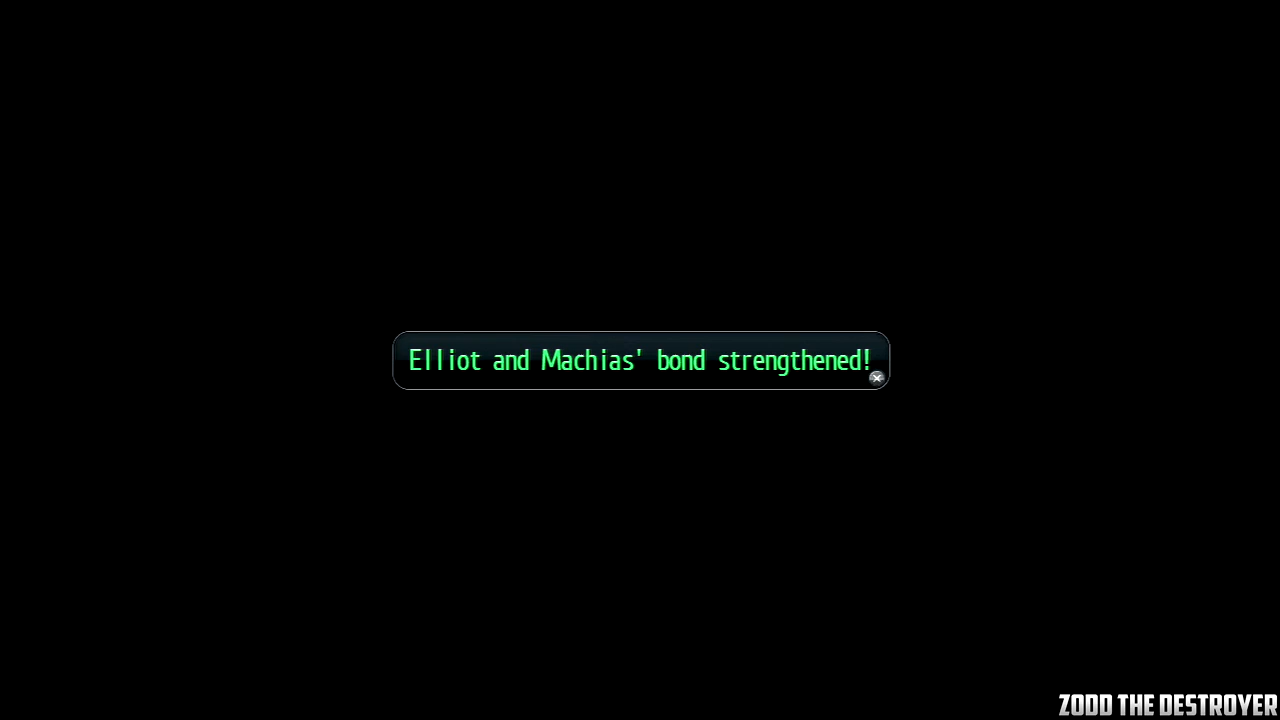 Elliot and Machias' bond strengthened!
ZODD THE DESTROYER